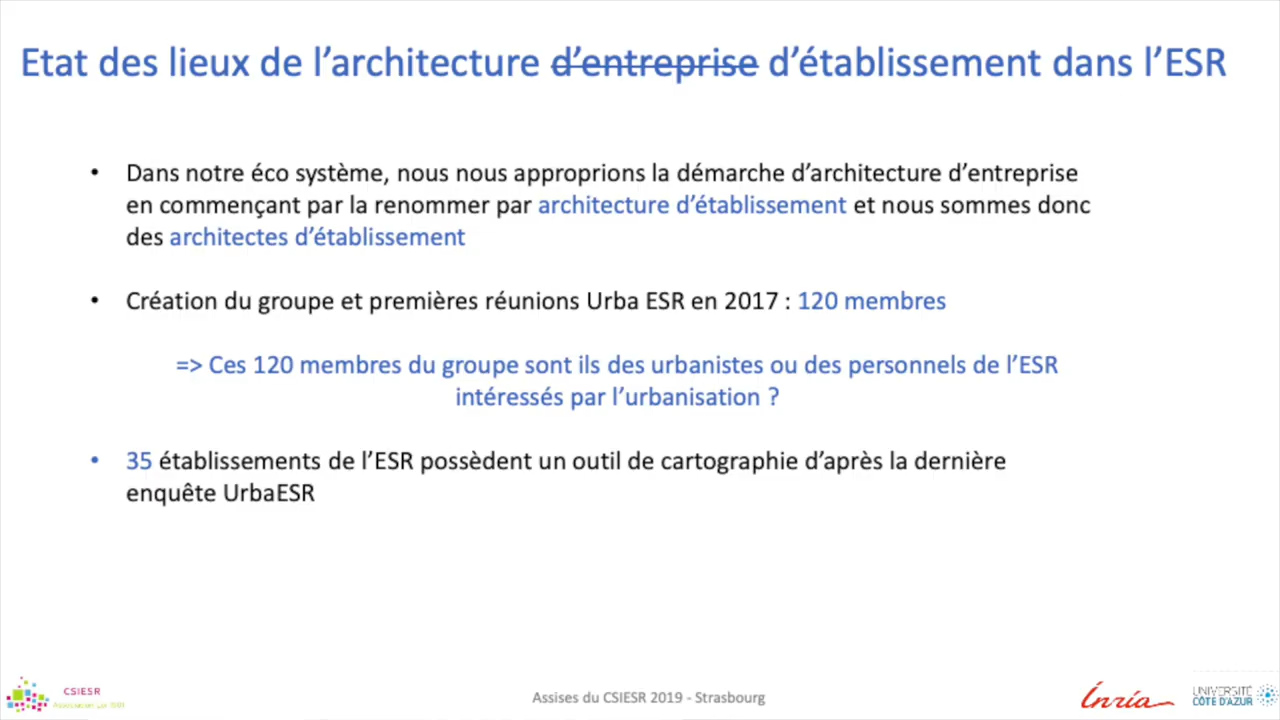 Etat des lieux de l'architecture d'entreprise d'établissement dans l'ESR
• Dans notre éco système, nous nous approprions la démarche d'architecture d'entreprise
en commençant par la renommer par architecture d'établissement et nous sommes donc
des architectes d'établissement
• Création du groupe et premières réunions Urba ESR en 2017 : 120 membres
=> Ces 120 membres du groupe sont ils des urbanistes ou des personnels de l'ESR
intéressés par l'urbanisation ?
• 35 établissements de l'ESR possèdent un outil de cartographie d'après la dernière
enquête UrbaESR
CSIESR
Assises du CSIESR 2019 - Strasbourg
Inria
UNIVERSITÉ
CÔTE D'AZUR